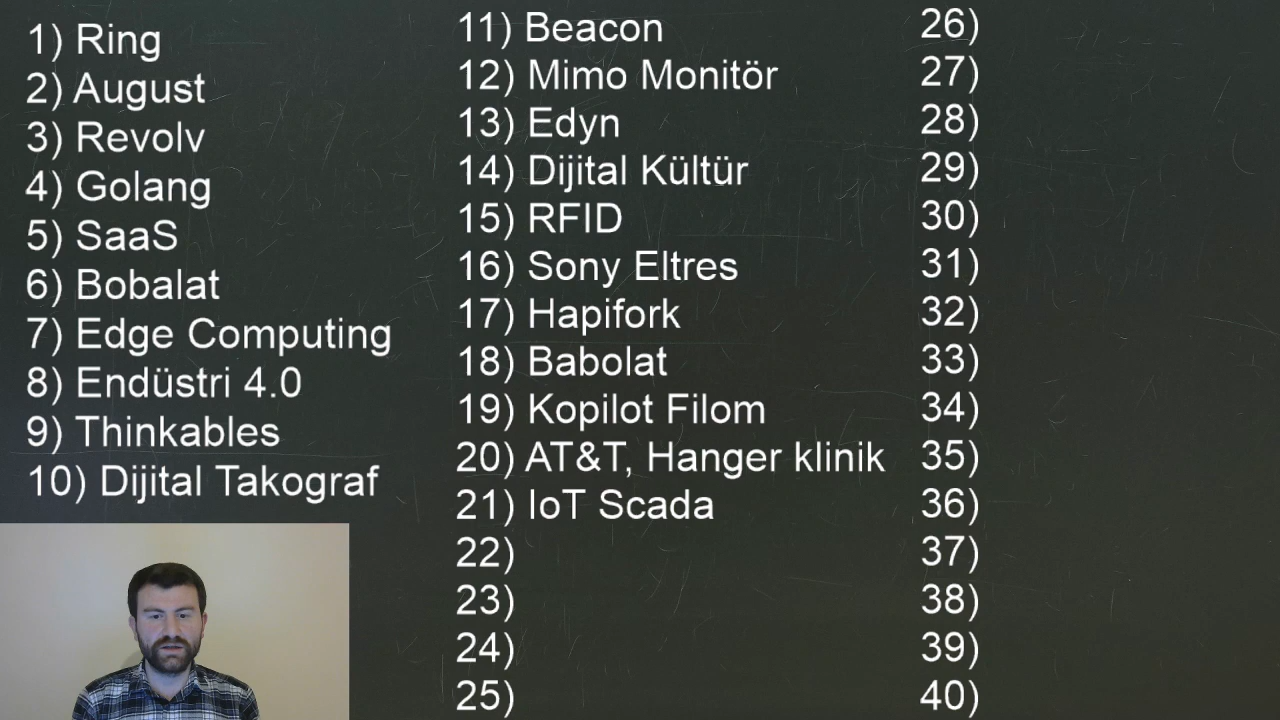 1) Ring
2) August
3) Revolv
4) Golang
5) SaaS
6) Bobalat
7) Edge Computing
8) Endüstri 4.0
9) Thinkables
10) Dijital Takograf
11) Beacon
12) Mimo Monitör
13) Edyn
14) Dijital Kültür
15) RFID
16) Sony Eltres
17) Hapifork
18) Babolat
19) Kopilot Filom
20) AT&T, Hanger klinik
21) IoT Scada
22)
23)
24)
25)
26)
27)
28)
29)
30)
31)
32)
33)
34)
35)
36)
37)
38)
39)
40)